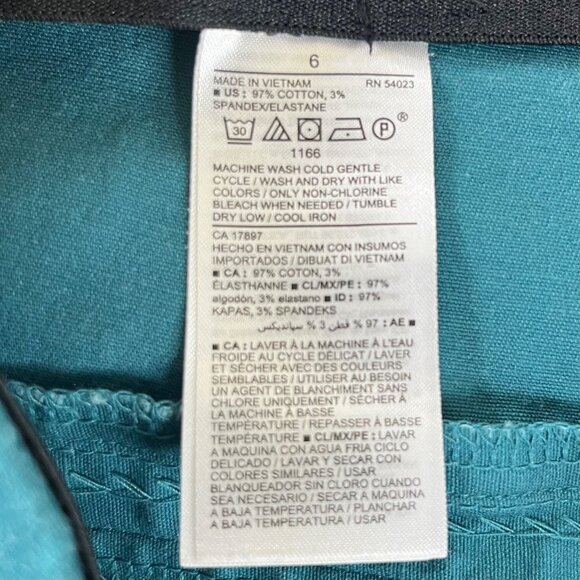 6
MADE IN VIETNAM RN 54023
■ US : 97% COTTON, 3%
SPANDEX/ELASTANE
30 P ®
1166
MACHINE WASH COLD GENTLE
CYCLE / WASH AND DRY WITH LIKE
COLORS / ONLY NON-CHLORINE
BLEACH WHEN NEEDED / TUMBLE
DRY LOW / COOL IRON
CA 17897
HECHO EN VIETNAM CON INSUMOS
IMPORTADOS / DIBUAT DI VIETNAM
■ CA : 97% COTTON, 3%
ÉLASTHANNE ■ CL/MX/PE : 97%
algodón, 3% elastano ■ ID : 97%
KAPAS, 3% SPANDEKS
■ AE : 97 % قطن 3 % سبانديكس
■ CA : LAVER À LA MACHINE À L'EAU
FROIDE AU CYCLE DÉLICAT / LAVER
ET SÉCHER AVEC DES COULEURS
SEMBLABLES / UTILISER AU BESOIN
UN AGENT DE BLANCHIMENT SANS
CHLORE UNIQUEMENT / SÉCHER À
LA MACHINE À BASSE
TEMPÉRATURE / REPASSER À BASSE
TEMPÉRATURE ■ CL/MX/PE : LAVAR
A MAQUINA CON AGUA FRIA CICLO
DELICADO / LAVAR Y SECAR CON
COLORES SIMILARES / USAR
BLANQUEADOR SIN CLORO CUANDO
SEA NECESARIO / SECAR A MAQUINA
A BAJA TEMPERATURA / PLANCHAR
A BAJA TEMPERATURA / USAR